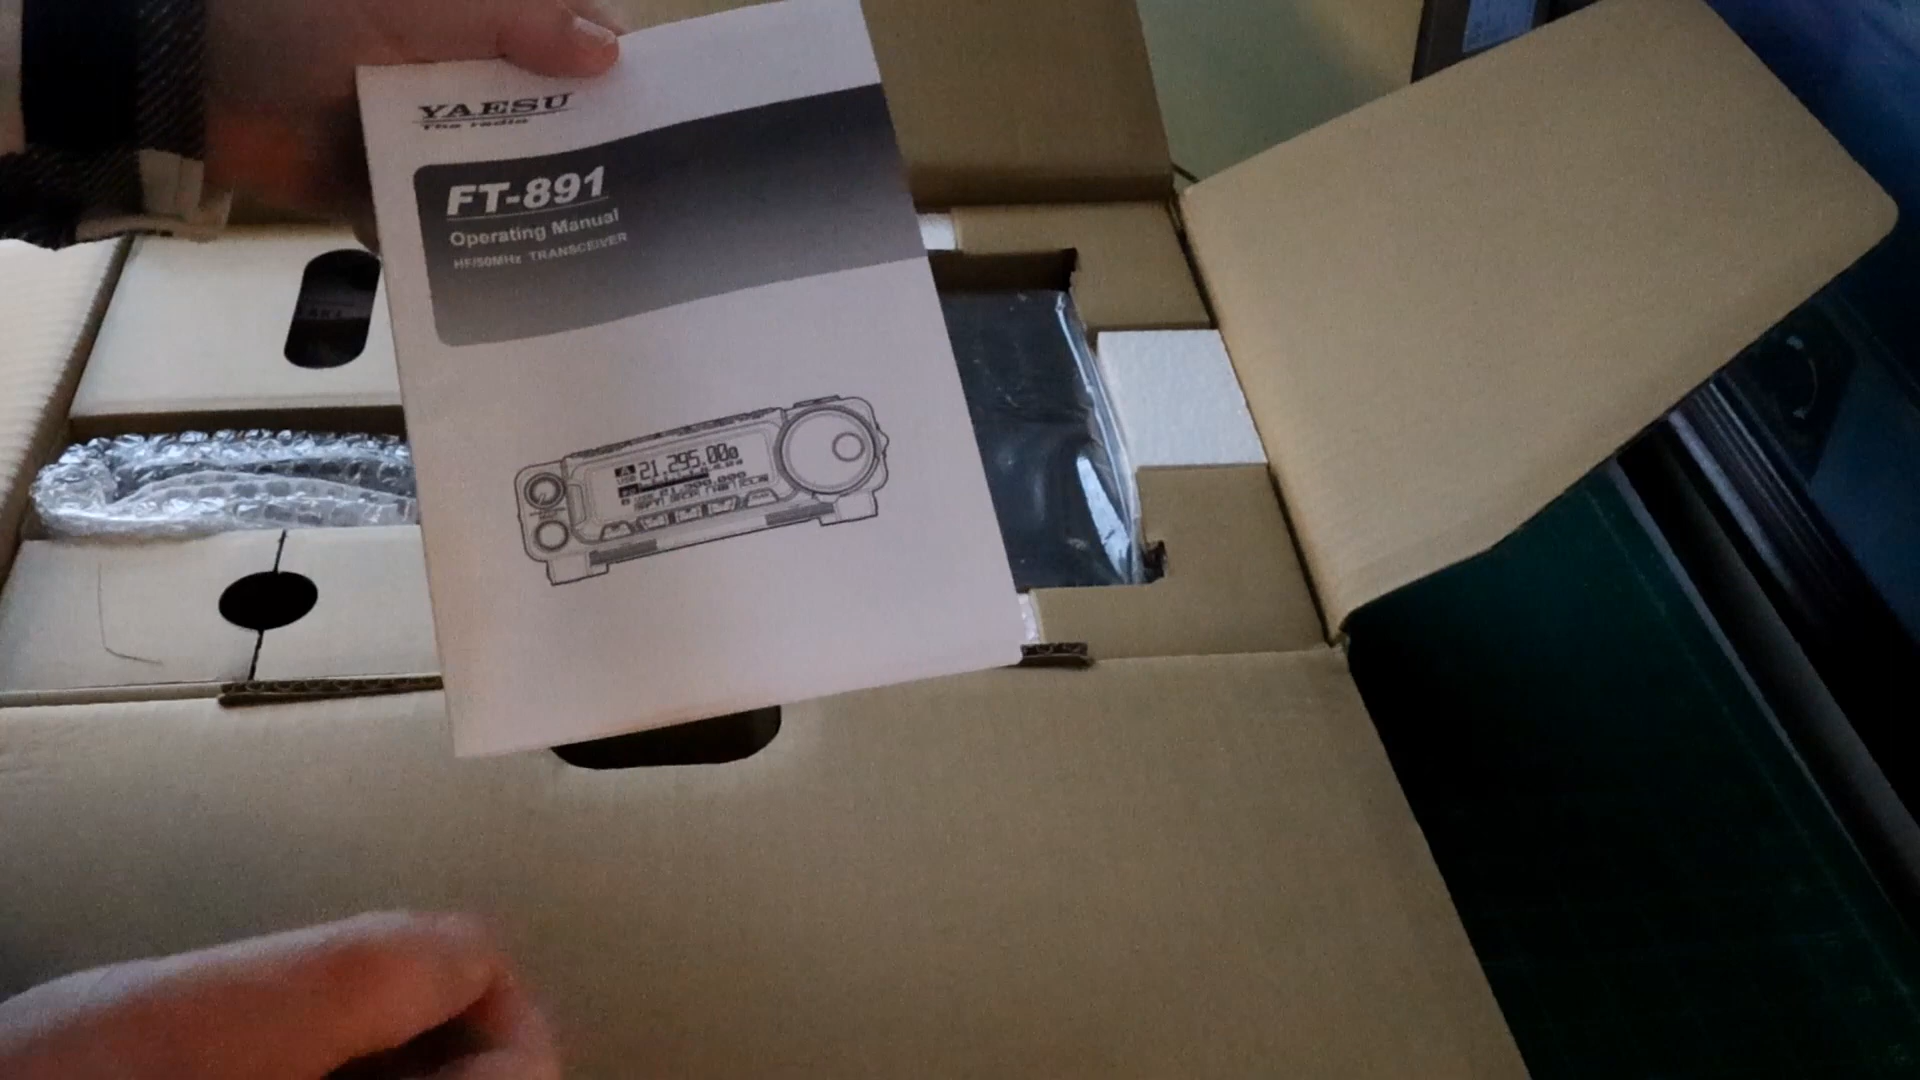 YAESU
The radio
FT-891
Operating Manual
HF/50MHz TRANSCEIVER
21.295.00